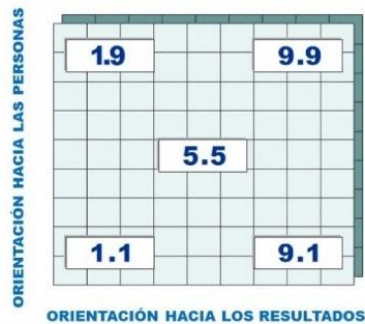 ORIENTACIÓN HACIA LAS PERSONAS
1.9
9.9
5.5
1.1
9.1
ORIENTACIÓN HACIA LOS RESULTADOS